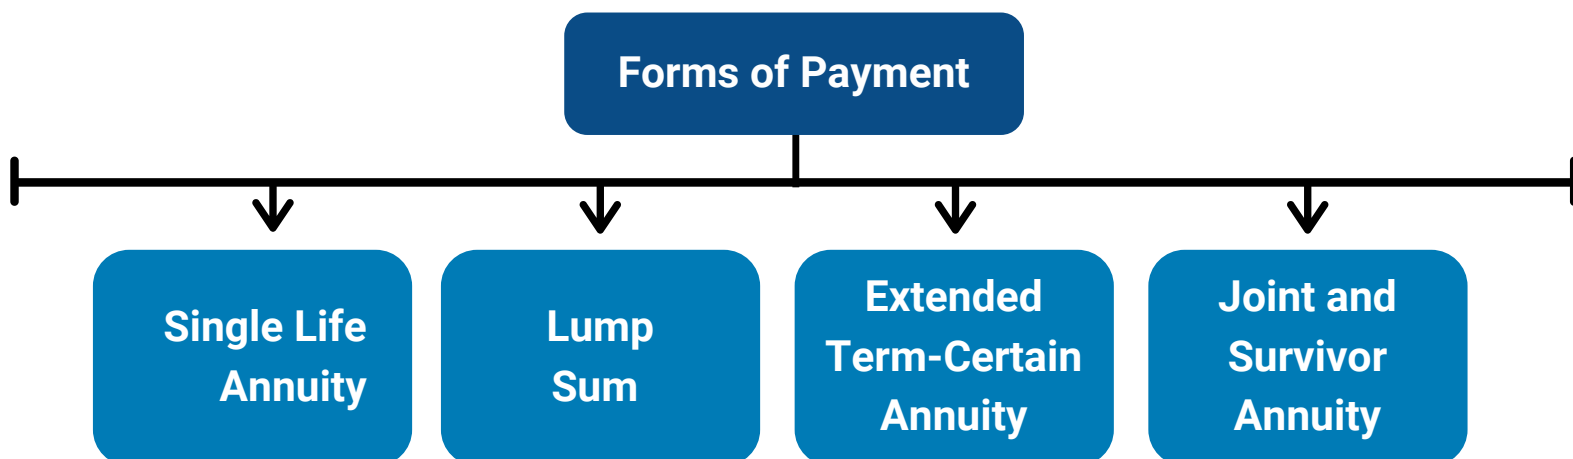 Forms of Payment
Single Life
Annuity
Lump
Sum
Extended
Term-Certain
Annuity
Joint and
Survivor
Annuity